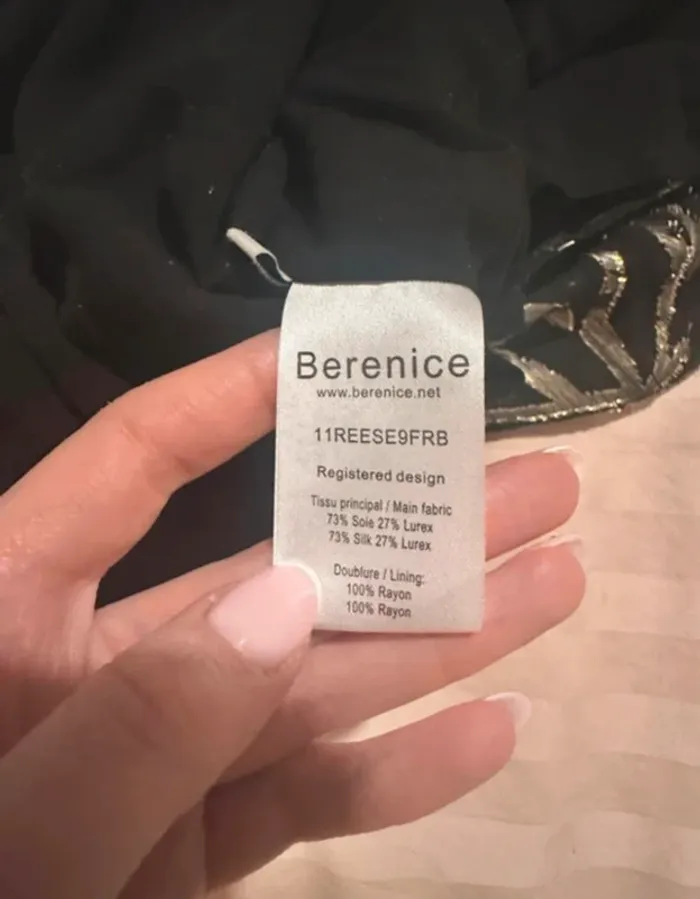 Berenice
www.berenice.net
11REESE9FRB
Registered design
Tissu principal / Main fabric
73% Soie 27% Lurex
73% Silk 27% Lurex
Doublure / Lining:
100% Rayon
100% Rayon